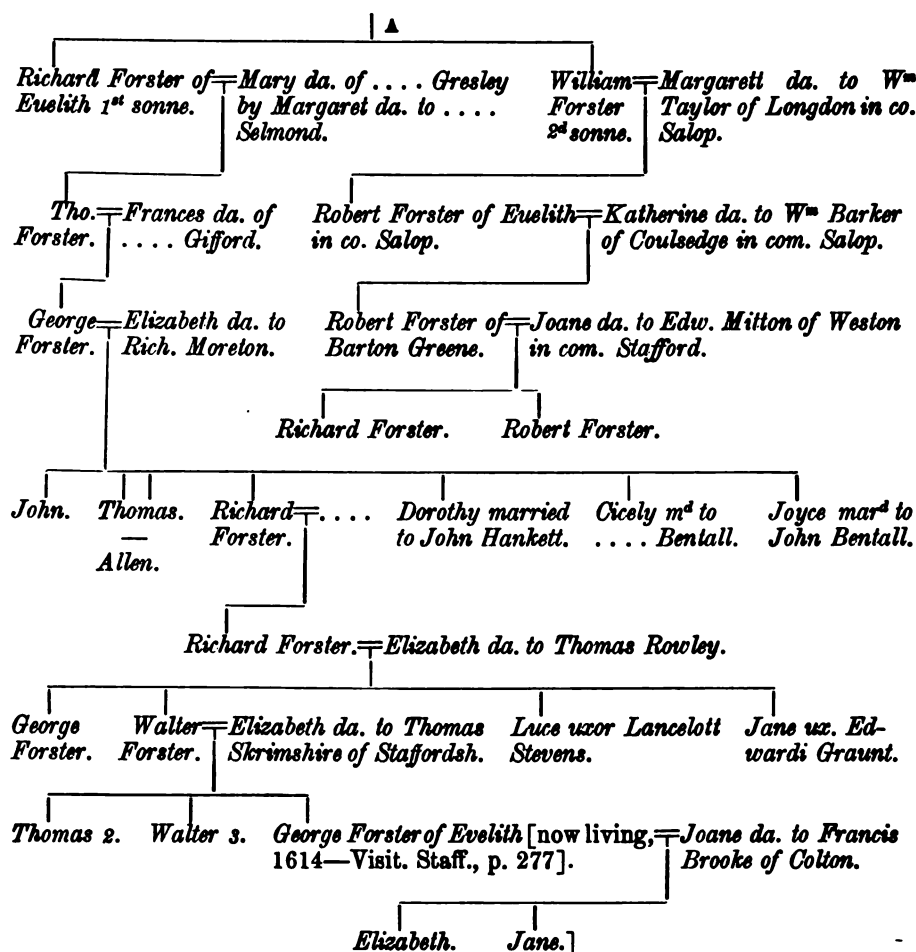 A
Richard Forster of Mary da. of .... Gresley William Margarett da. to Wm
Euelith 1st sonne. by Margaret da. to .... Forster Taylor of Longdon in co.
Selmond. 2d sonne. Salop.
Tho. Frances da. of Robert Forster of Euelith Katherine da. to Wm Barker
Forster. .... Gifford. in co. Salop. of Coulsedge in com. Salop.
George Elizabeth da. to Robert Forster of Joane da. to Edw. Mitton of Weston
Forster. Rich. Moreton. Barton Greene. in com. Stafford.
Richard Forster. Robert Forster.
John. Thomas. Richard .... Dorothy married Cicely md to Joyce mard to
— Forster. to John Hankett. .... Bentall. John Bentall.
Allen.
Richard Forster. Elizabeth da. to Thomas Rowley.
George Walter Elizabeth da. to Thomas Luce uxor Lancelott Jane ux. Ed-
Forster. Forster. Skrimshire of Staffordsh. Stevens. wardi Graunt.
Thomas 2. Walter 3. George Forster of Evelith [now living, Joane da. to Francis
1614—Visit. Staff., p. 277]. Brooke of Colton.
Elizabeth. Jane.]